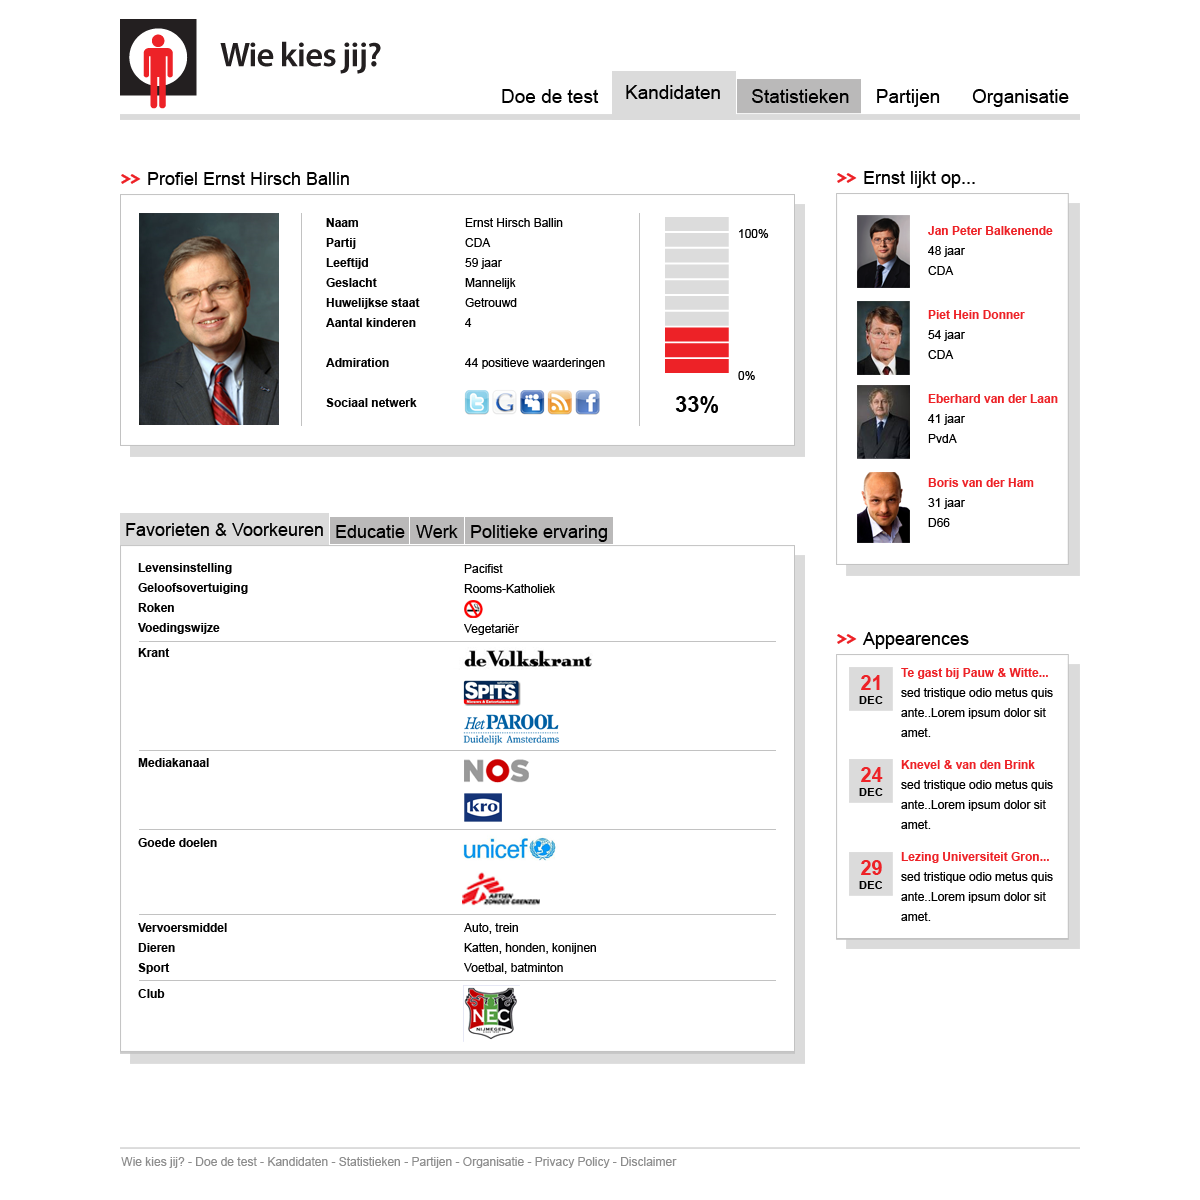 Wie kies jij?
Doe de test Kandidaten Statistieken Partijen Organisatie
>> Profiel Ernst Hirsch Ballin
Naam Ernst Hirsch Ballin
Partij CDA
Leeftijd 59 jaar
Geslacht Mannelijk
Huwelijkse staat Getrouwd
Aantal kinderen 4
Admiration 44 positieve waarderingen
Sociaal netwerk
100%
0%
33%
>> Ernst lijkt op...
Jan Peter Balkenende
48 jaar
CDA
Piet Hein Donner
54 jaar
CDA
Eberhard van der Laan
41 jaar
PvdA
Boris van der Ham
31 jaar
D66
Favorieten & Voorkeuren Educatie Werk Politieke ervaring
Levensinstelling Pacifist
Geloofsovertuiging Rooms-Katholiek
Roken
Voedingswijze Vegetariër
Krant
de Volkskrant
SPITS
Het PAROOL
Duidelijk Amsterdams
Mediakanaal
NOS
kro
Goede doelen
unicef
ARTSEN
ZONDER GRENZEN
Vervoersmiddel Auto, trein
Dieren Katten, honden, konijnen
Sport Voetbal, batminton
Club
NEC
NIJMEGEN
>> Appearences
21
DEC
Te gast bij Pauw & Witte...
sed tristique odio metus quis
ante..Lorem ipsum dolor sit
amet.
24
DEC
Knevel & van den Brink
sed tristique odio metus quis
ante..Lorem ipsum dolor sit
amet.
29
DEC
Lezing Universiteit Gron...
sed tristique odio metus quis
ante..Lorem ipsum dolor sit
amet.
Wie kies jij? - Doe de test - Kandidaten - Statistieken - Partijen - Organisatie - Privacy Policy - Disclaimer